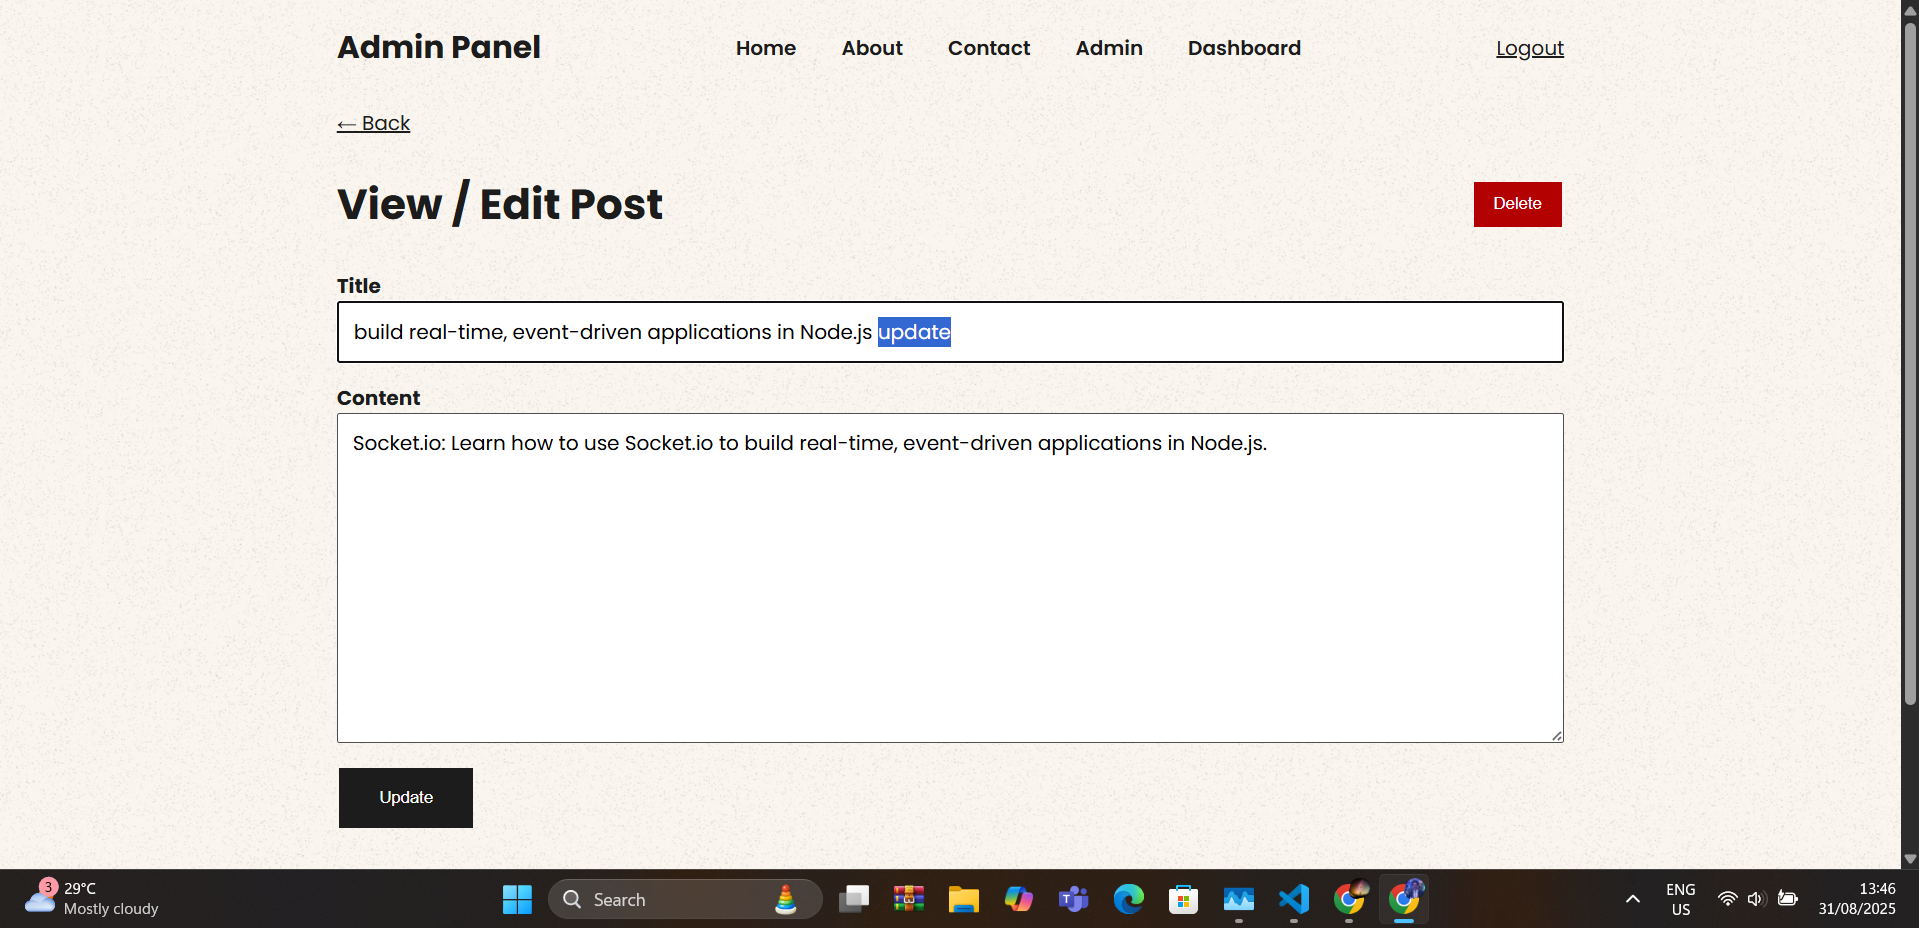 Admin Panel
Home About Contact Admin Dashboard
Logout
← Back
View / Edit Post
Delete
Title
build real-time, event-driven applications in Node.js update
Content
Socket.io: Learn how to use Socket.io to build real-time, event-driven applications in Node.js.
Update
3
29°C
Mostly cloudy
Search
ENG
US
13:46
31/08/2025